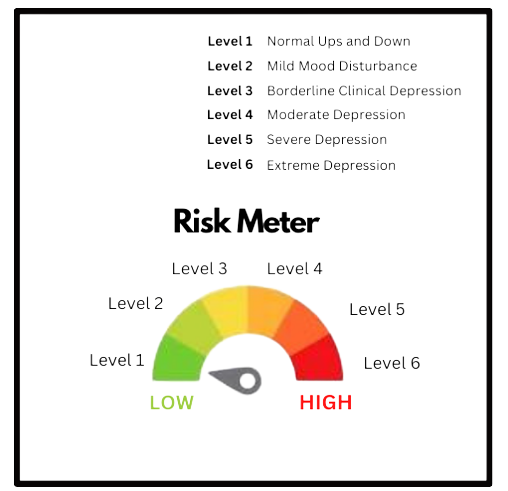 Level 1 Normal Ups and Down
Level 2 Mild Mood Disturbance
Level 3 Borderline Clinical Depression
Level 4 Moderate Depression
Level 5 Severe Depression
Level 6 Extreme Depression
Risk Meter
Level 3 Level 4
Level 2 Level 5
Level 1 Level 6
LOW HIGH